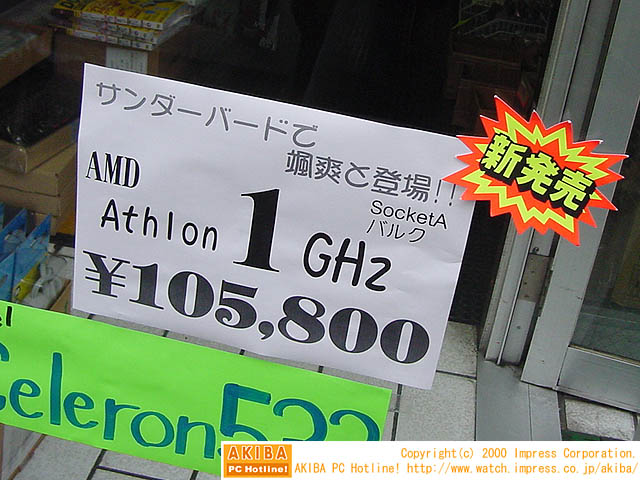 サンダーバードで
颯爽と登場!!
新発売
AMD
Athlon 1 GHz
SocketA
バルク
¥105,800
Celeron
AKIBA
PC Hotline!
Copyright(c) 2000 Impress Corporation.
AKIBA PC Hotline! http://www.watch.impress.co.jp/akiba/